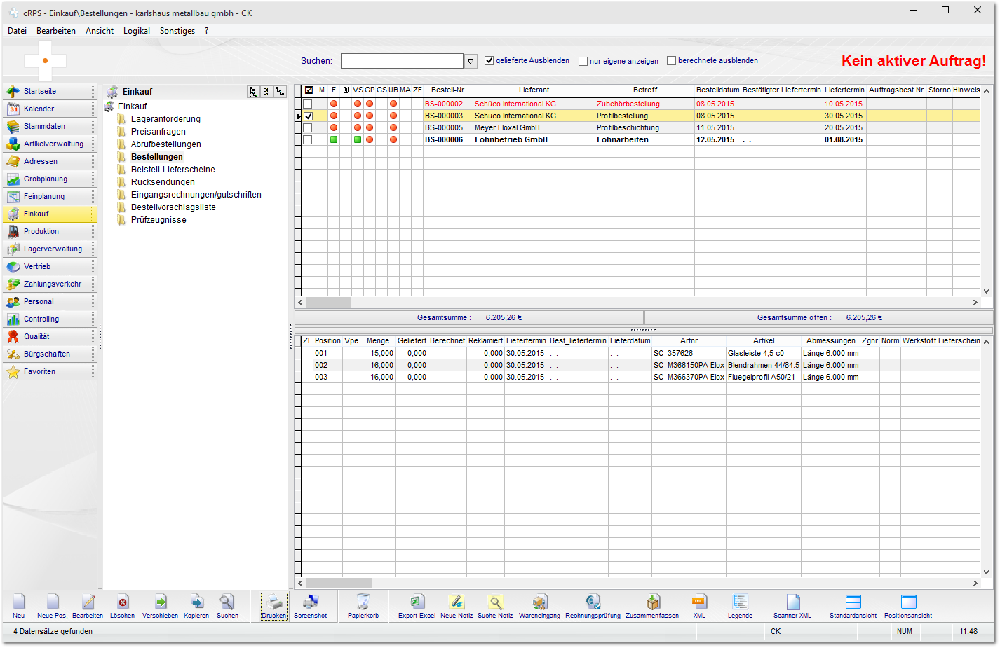 cRPS - Einkauf\Bestellungen - karlshaus metallbau gmbh - CK
Datei Bearbeiten Ansicht Logikal Sonstiges ?
Suchen: gelieferte Ausblenden nur eigene anzeigen berechnete ausblenden Kein aktiver Auftrag!
Startseite
Kalender
Stammdaten
Artikelverwaltung
Adressen
Grobplanung
Feinplanung
Einkauf
Produktion
Lagerverwaltung
Vertrieb
Zahlungsverkehr
Personal
Controlling
Qualität
Bürgschaften
Favoriten
Einkauf
Einkauf
Lageranforderung
Preisanfragen
Abrufbestellungen
Bestellungen
Beistell-Lieferscheine
Rücksendungen
Eingangsrechnungen/gutschriften
Bestellvorschlagsliste
Prüfzeugnisse
M F VS GP GS UB MA ZE Bestell-Nr. Lieferant Betreff Bestelldatum Bestätigter Liefertermin Liefertermin Auftragsbest.Nr. Storno Hinweis
BS-000002 Schüco International KG Zubehörbestellung 08.05.2015 . . 10.05.2015
BS-000003 Schüco International KG Profilbestellung 08.05.2015 . . 30.05.2015
BS-000005 Meyer Eloxal GmbH Profilbeschichtung 11.05.2015 . . 20.05.2015
BS-000006 Lohnbetrieb GmbH Lohnarbeiten 12.05.2015 . . 01.08.2015
Gesamtsumme : 6.205,26 € Gesamtsumme offen : 6.205,26 €
ZE Position Vpe Menge Geliefert Berechnet Reklamiert Liefertermin Best_liefertermin Lieferdatum Artnr Artikel Abmessungen Zgnr Norm Werkstoff Lieferschein
001 15,000 0,000 0,000 30.05.2015 . . . . SC 357626 Glasleiste 4,5 c0 Länge 6.000 mm
002 16,000 0,000 0,000 30.05.2015 . . . . SC M366150PA Elox Blendrahmen 44/84.5 Länge 6.000 mm
003 16,000 0,000 0,000 30.05.2015 . . . . SC M366370PA Elox Fluegelprofil A50/21 Länge 6.000 mm
Neu Neue Pos, Bearbeiten Löschen Verschieben Kopieren Suchen Drucken Screenshot Papierkorb Export Excel Neue Notiz Suche Notiz Wareneingang Rechnungsprüfung Zusammenfassen XML Legende Scanner XML Standardansicht Positionsansicht
4 Datensätze gefunden CK NUM 11:48